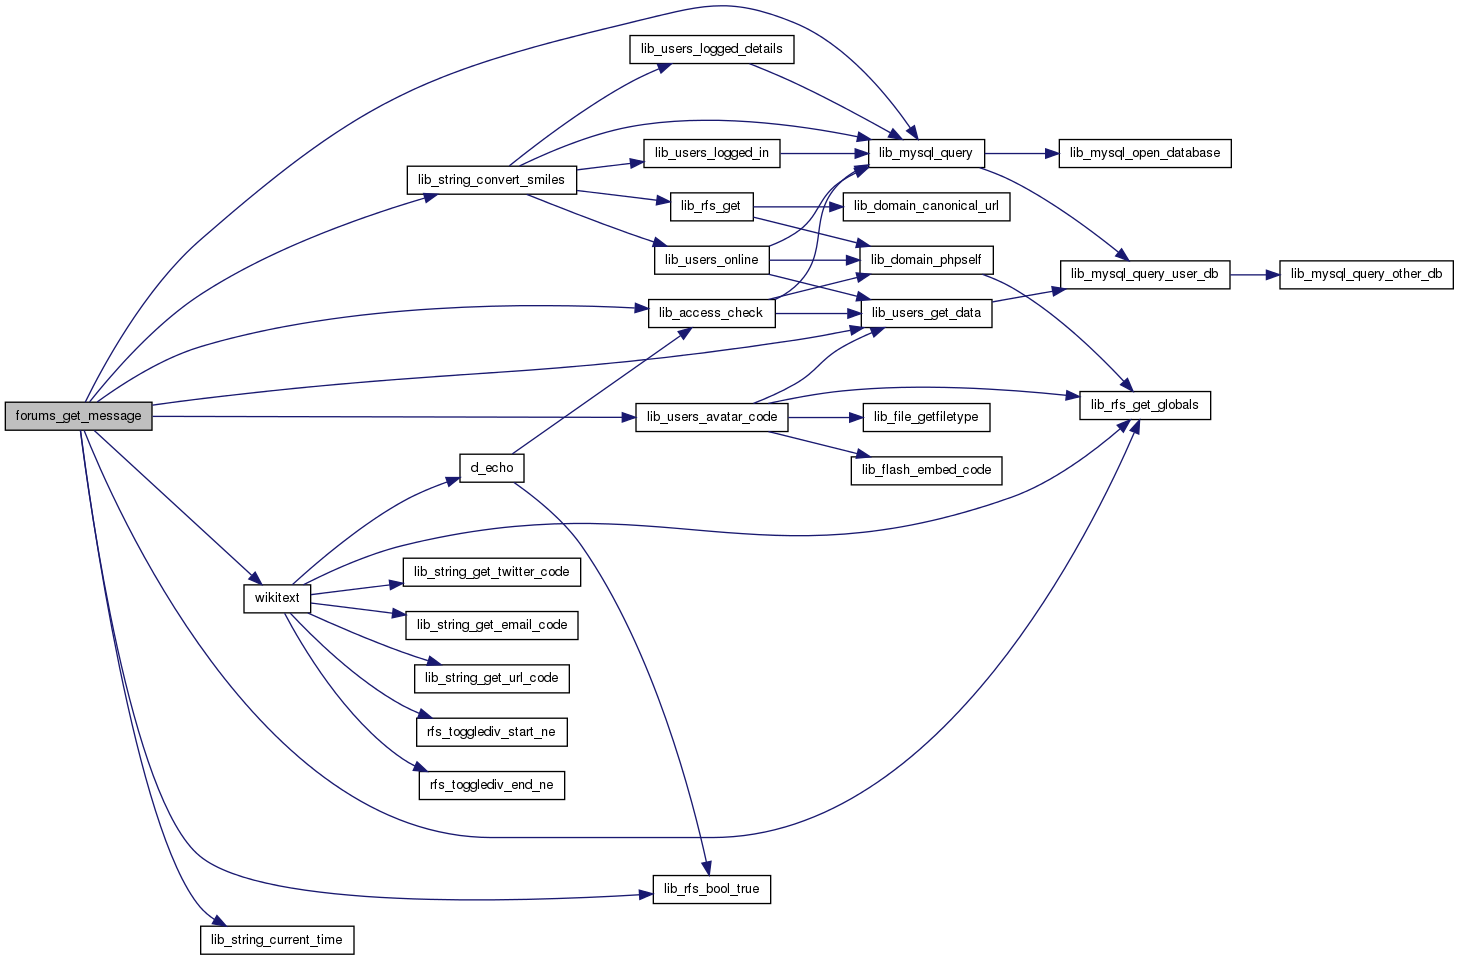 lib_users_logged_details
lib_users_logged_in
lib_mysql_query
lib_mysql_open_database
lib_string_convert_smiles
lib_rfs_get
lib_domain_canonical_url
lib_users_online
lib_domain_phpself
lib_mysql_query_user_db
lib_mysql_query_other_db
lib_access_check
lib_users_get_data
lib_rfs_get_globals
forums_get_message
lib_users_avatar_code
lib_file_getfiletype
d_echo
lib_flash_embed_code
lib_string_get_twitter_code
wikitext
lib_string_get_email_code
lib_string_get_url_code
rfs_togglediv_start_ne
rfs_togglediv_end_ne
lib_rfs_bool_true
lib_string_current_time